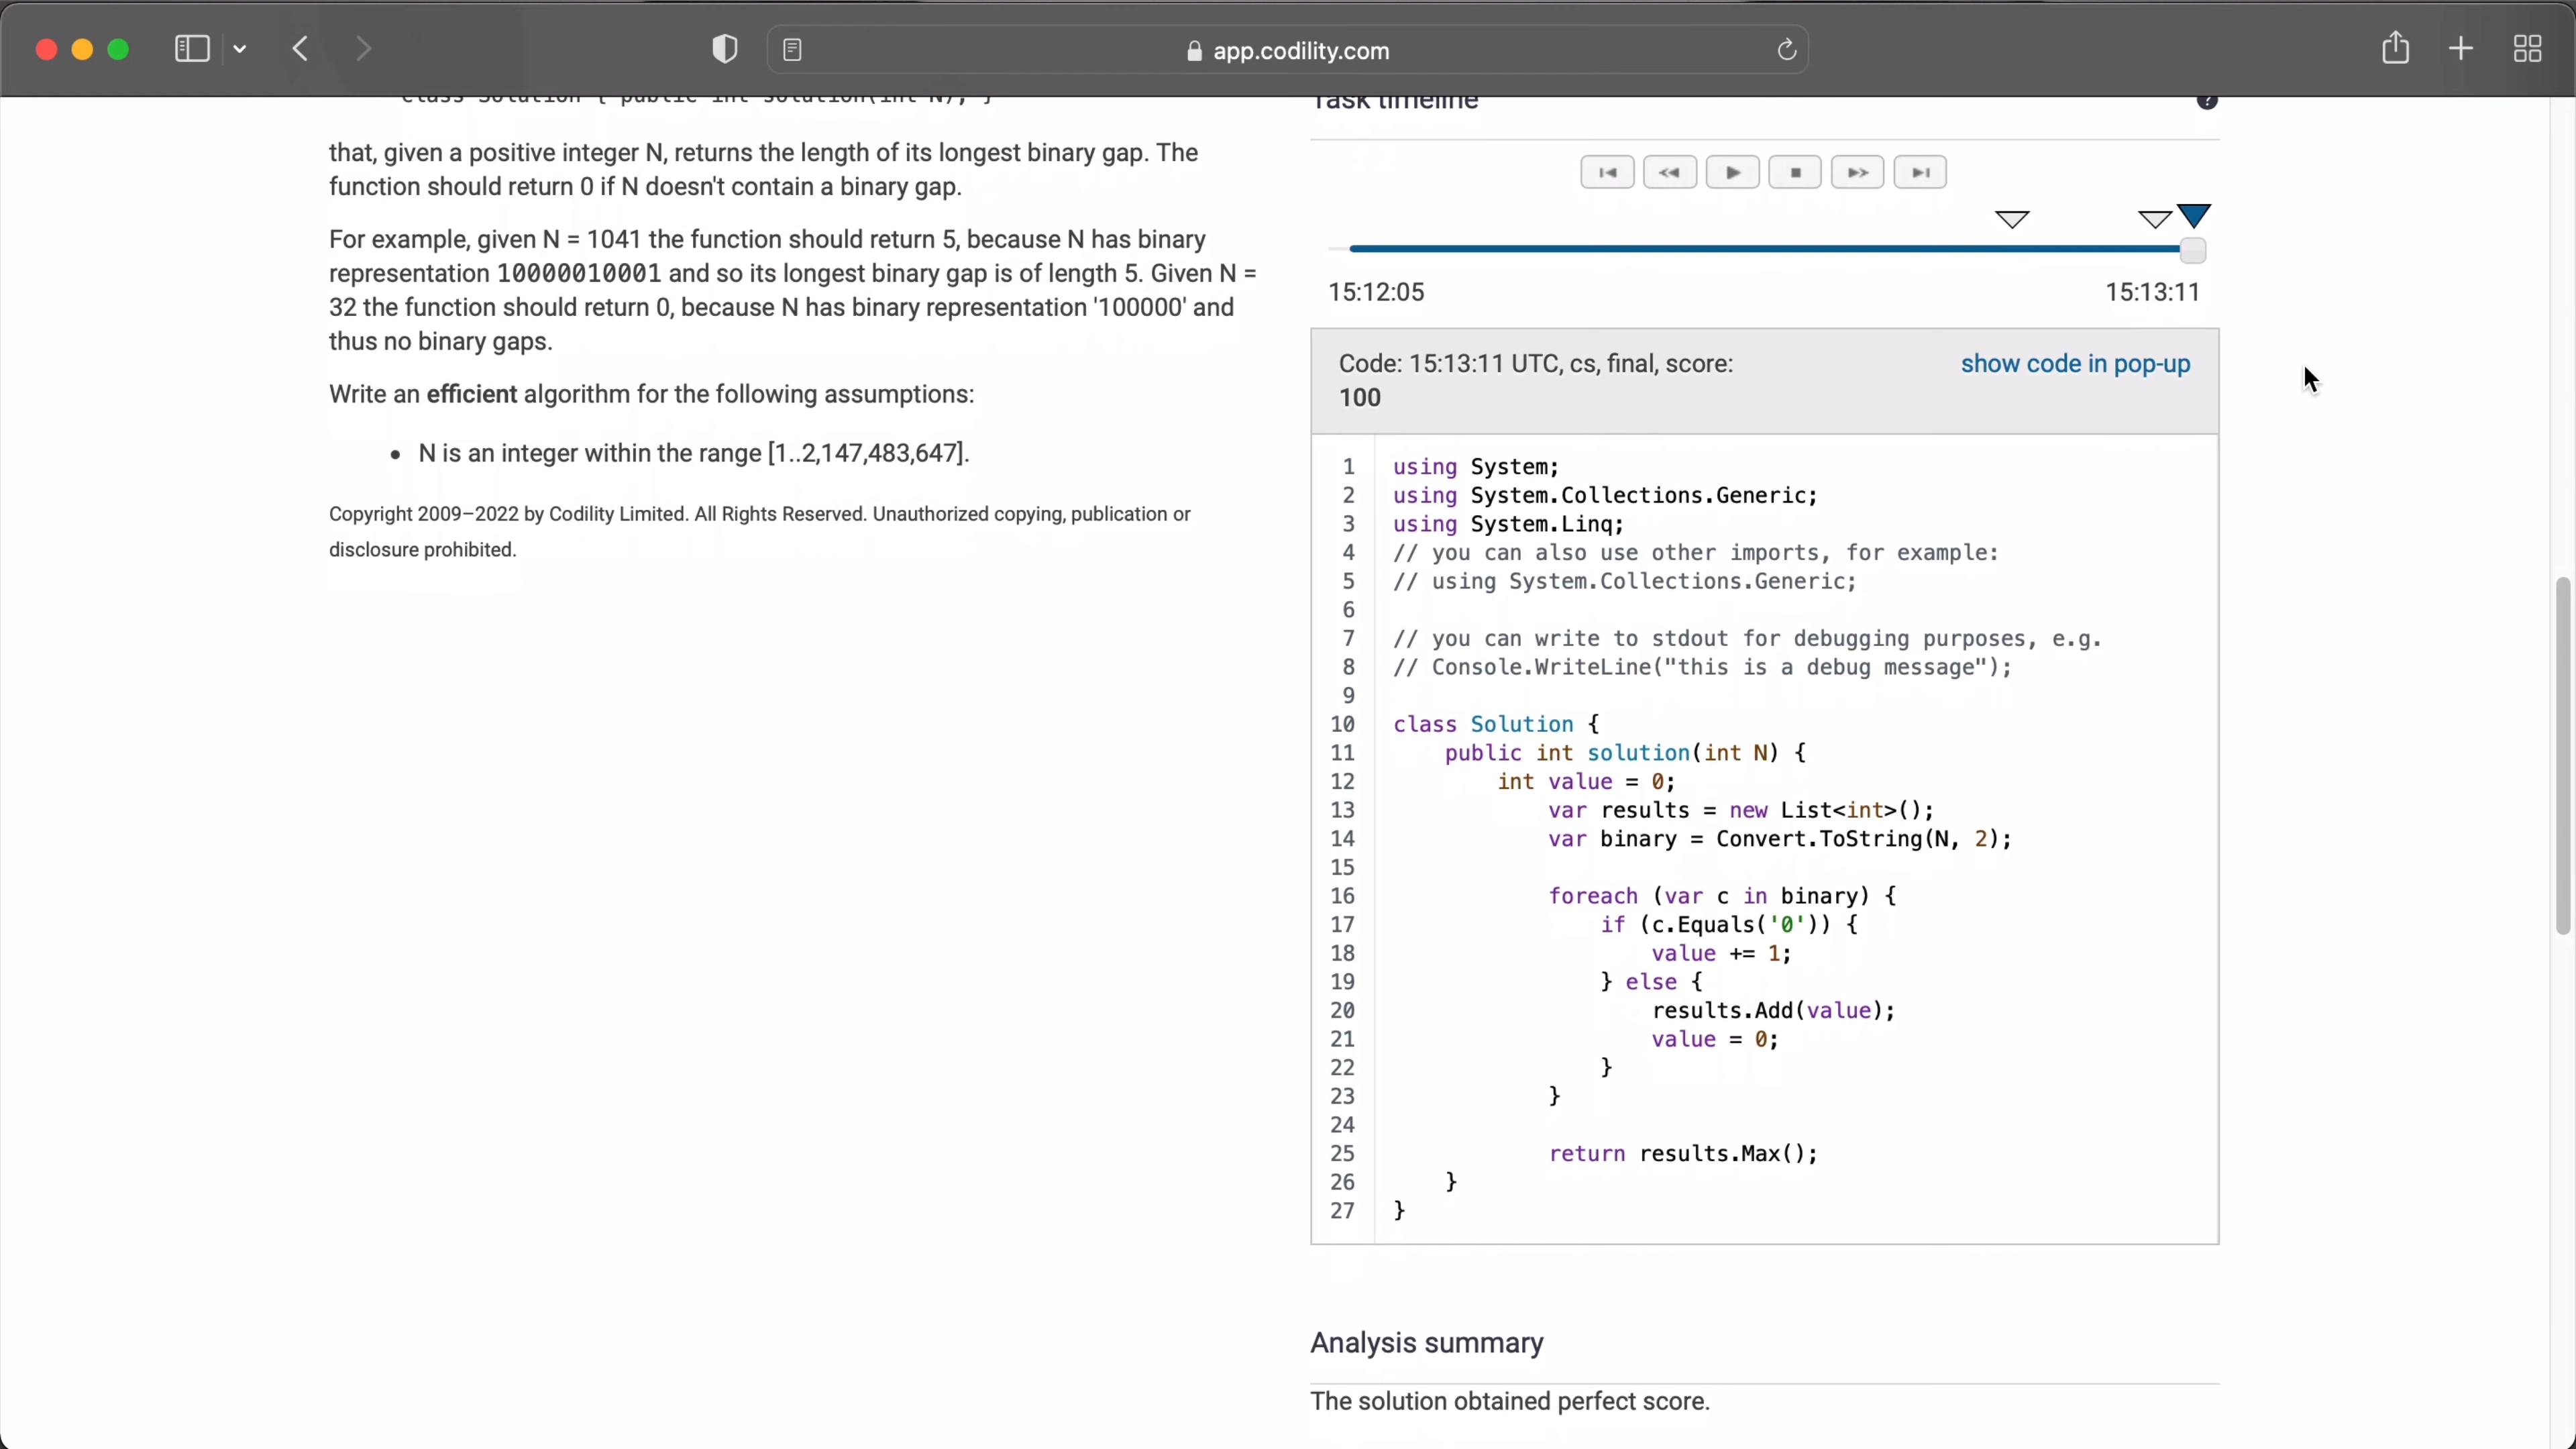 app.codility.com
class Solution { public int solution(int N); }
that, given a positive integer N, returns the length of its longest binary gap. The
function should return 0 if N doesn't contain a binary gap.
For example, given N = 1041 the function should return 5, because N has binary
representation 10000010001 and so its longest binary gap is of length 5. Given N =
32 the function should return 0, because N has binary representation '100000' and
thus no binary gaps.
Write an efficient algorithm for the following assumptions:
• N is an integer within the range [1..2,147,483,647].
Copyright 2009–2022 by Codility Limited. All Rights Reserved. Unauthorized copying, publication or
disclosure prohibited.
Task timeline
?
15:12:05 15:13:11
Code: 15:13:11 UTC, cs, final, score:
100
show code in pop-up
1 using System;
2 using System.Collections.Generic;
3 using System.Linq;
4 // you can also use other imports, for example:
5 // using System.Collections.Generic;
6
7 // you can write to stdout for debugging purposes, e.g.
8 // Console.WriteLine("this is a debug message");
9
10 class Solution {
11 public int solution(int N) {
12 int value = 0;
13 var results = new List<int>();
14 var binary = Convert.ToString(N, 2);
15
16 foreach (var c in binary) {
17 if (c.Equals('0')) {
18 value += 1;
19 } else {
20 results.Add(value);
21 value = 0;
22 }
23 }
24
25 return results.Max();
26 }
27 }
Analysis summary
The solution obtained perfect score.